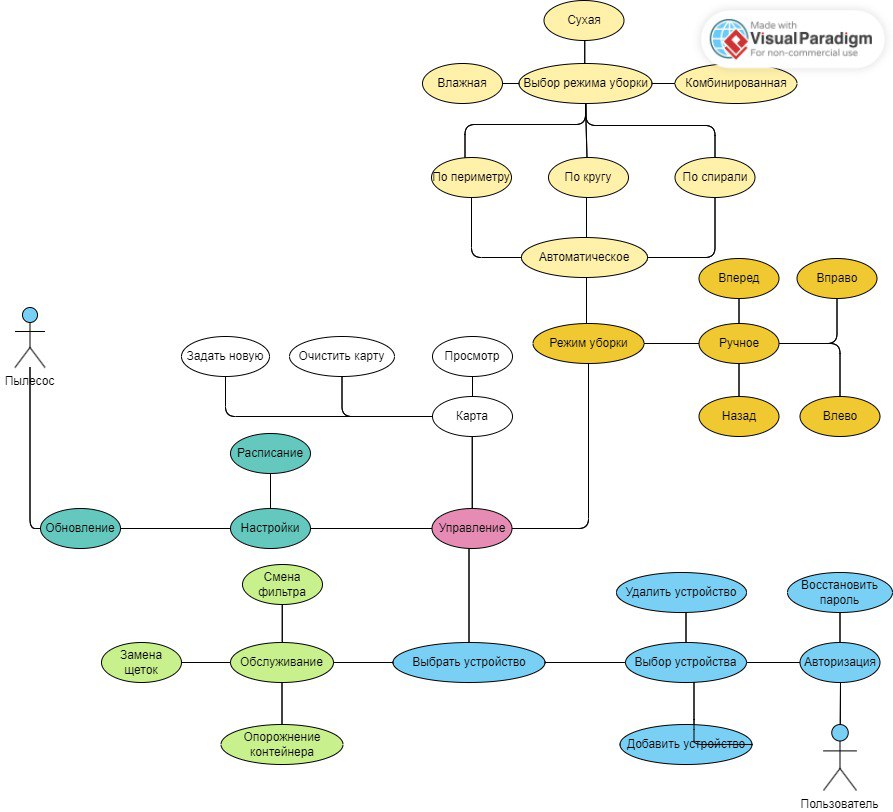 Сухая
Made with
VisualParadigm
For non-commercial use
Влажная
Выбор режима уборки
Комбинированная
По периметру
По кругу
По спирали
Автоматическое
Вперед
Вправо
Режим уборки
Ручное
Назад
Влево
Пылесос
Задать новую
Очистить карту
Просмотр
Карта
Расписание
Обновление
Настройки
Управление
Смена
фильтра
Удалить устройство
Восстановить
пароль
Замена
щеток
Обслуживание
Выбрать устройство
Выбор устройства
Авторизация
Опорожнение
контейнера
Добавить устройство
Пользователь